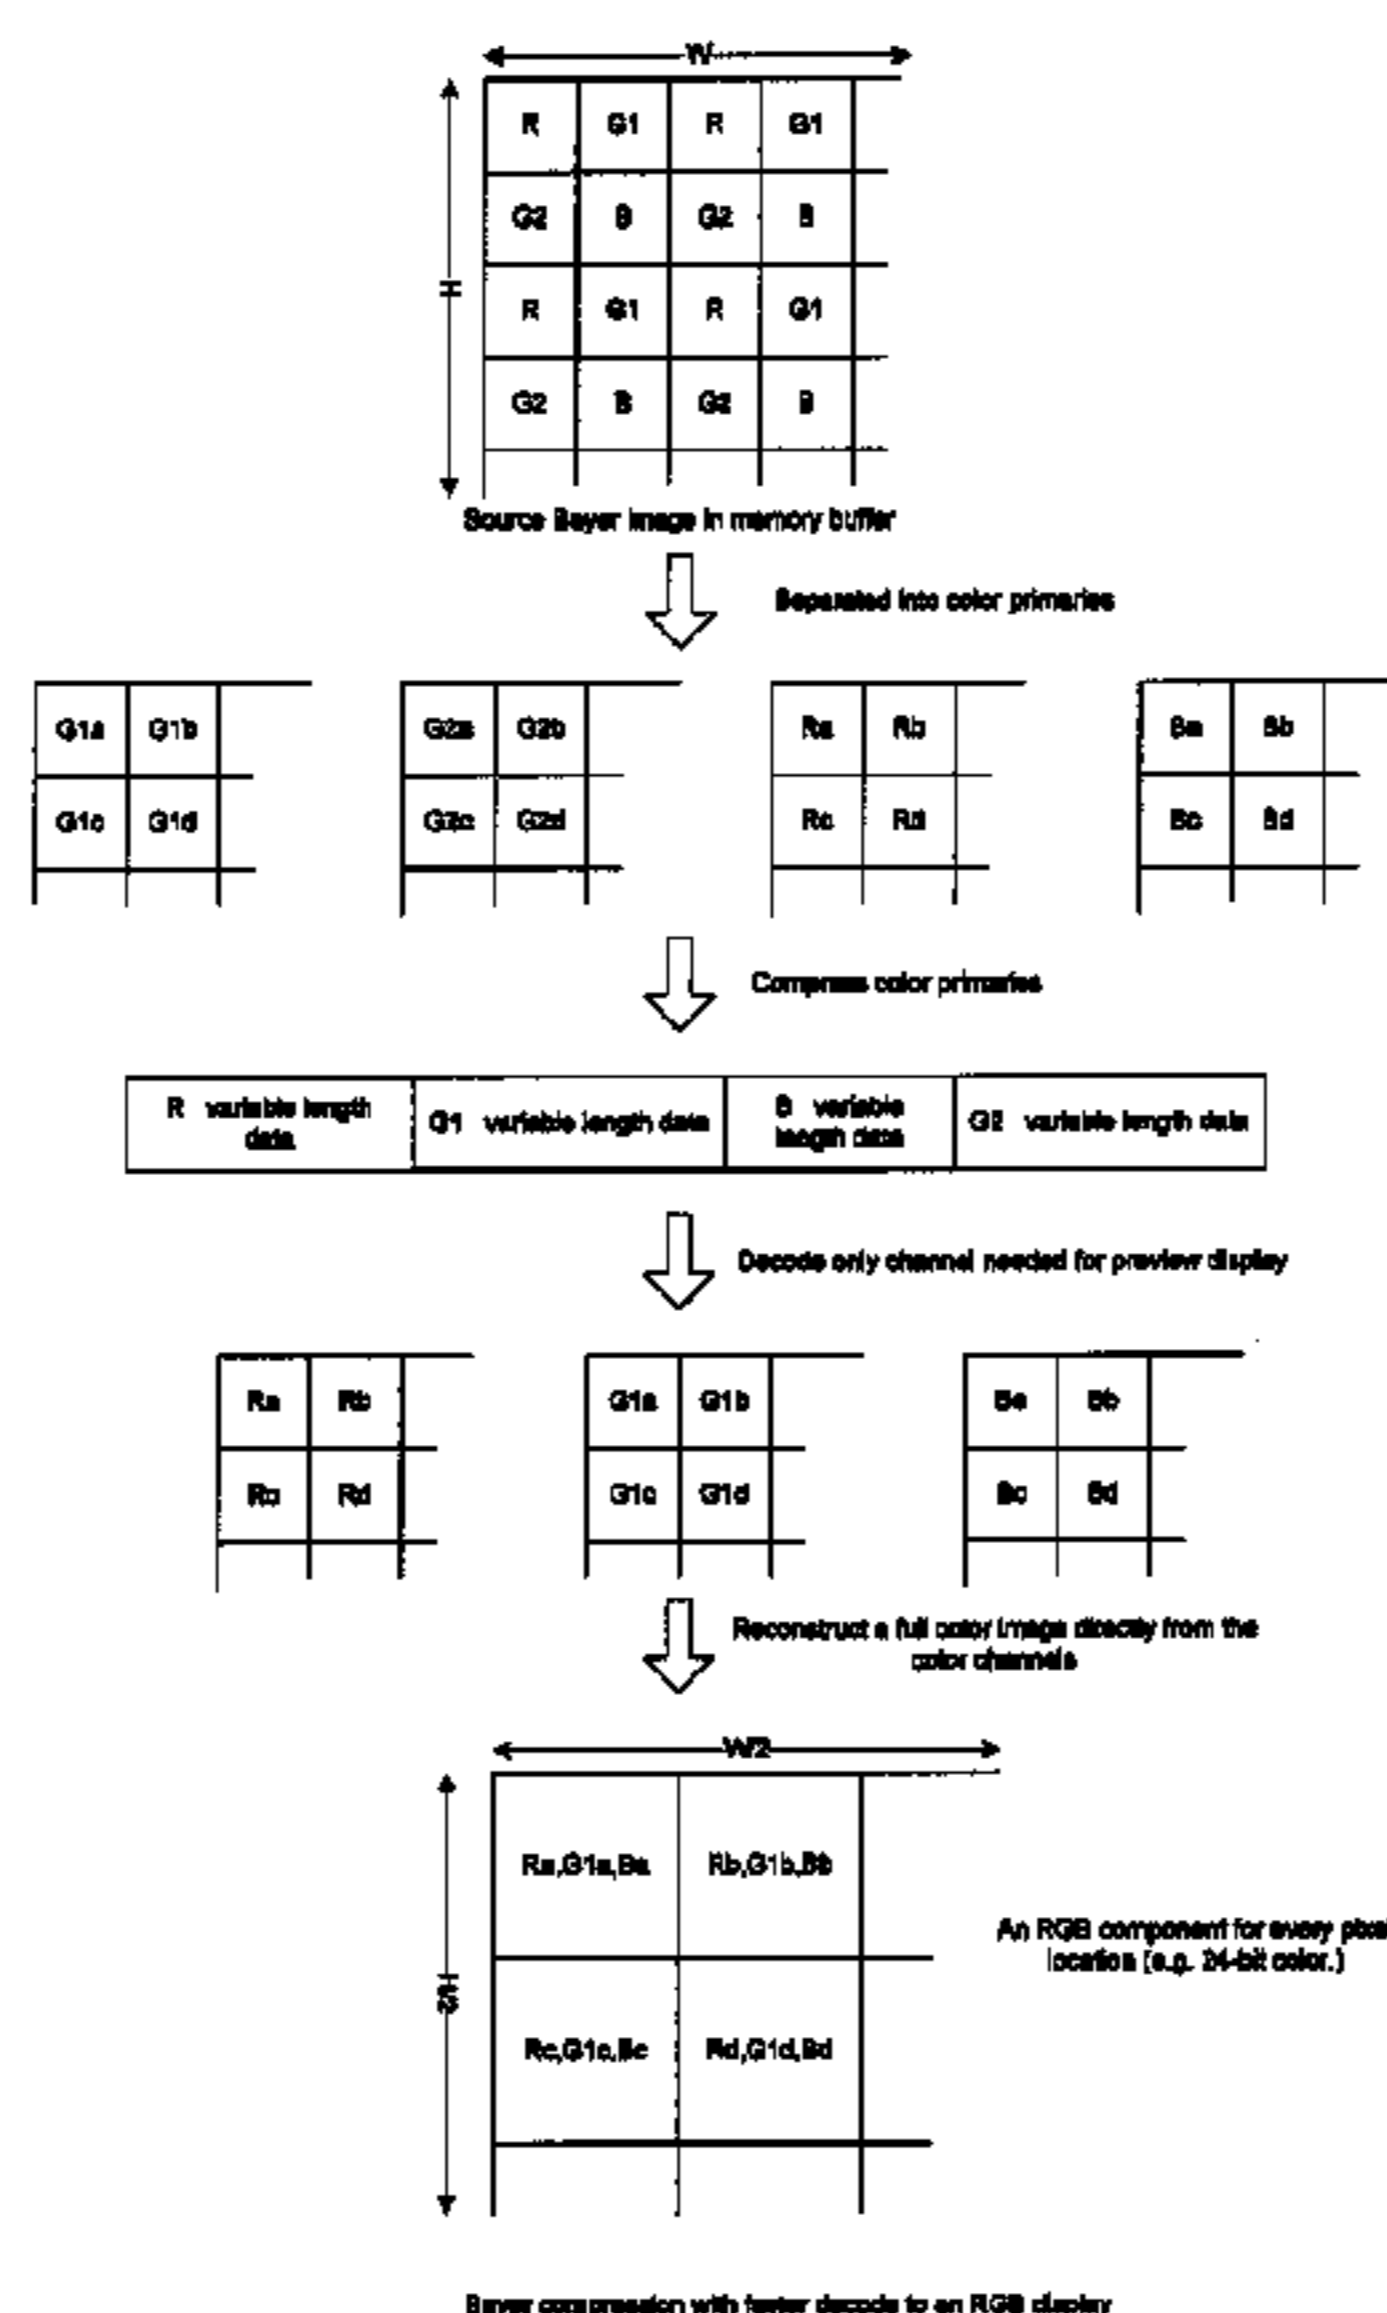 W
R G1 R G1
G2 B G2 B
H
R G1 R G1
G2 B G2 B
Source Bayer image in memory buffer
Separated into color primaries
G1a G1b G2a G2b Ra Rb Ba Bb
G1c G1d G2c G2d Rc Rd Bc Bd
Compress color primaries
R variable length
data
G1 variable length data
B variable
length data
G2 variable length data
Decode only channel needed for preview display
Ra Rb G1a G1b Ba Bb
Rc Rd G1c G1d Bc Bd
Reconstruct a full color image directly from the
color channels
W/2
Ra,G1a,Ba Rb,G1b,Bb
An RGB component for every pixel
location (e.g. 24-bit color.)
H/2
Rc,G1c,Bc Rd,G1d,Bd
Bayer compression with faster decode to an RGB display